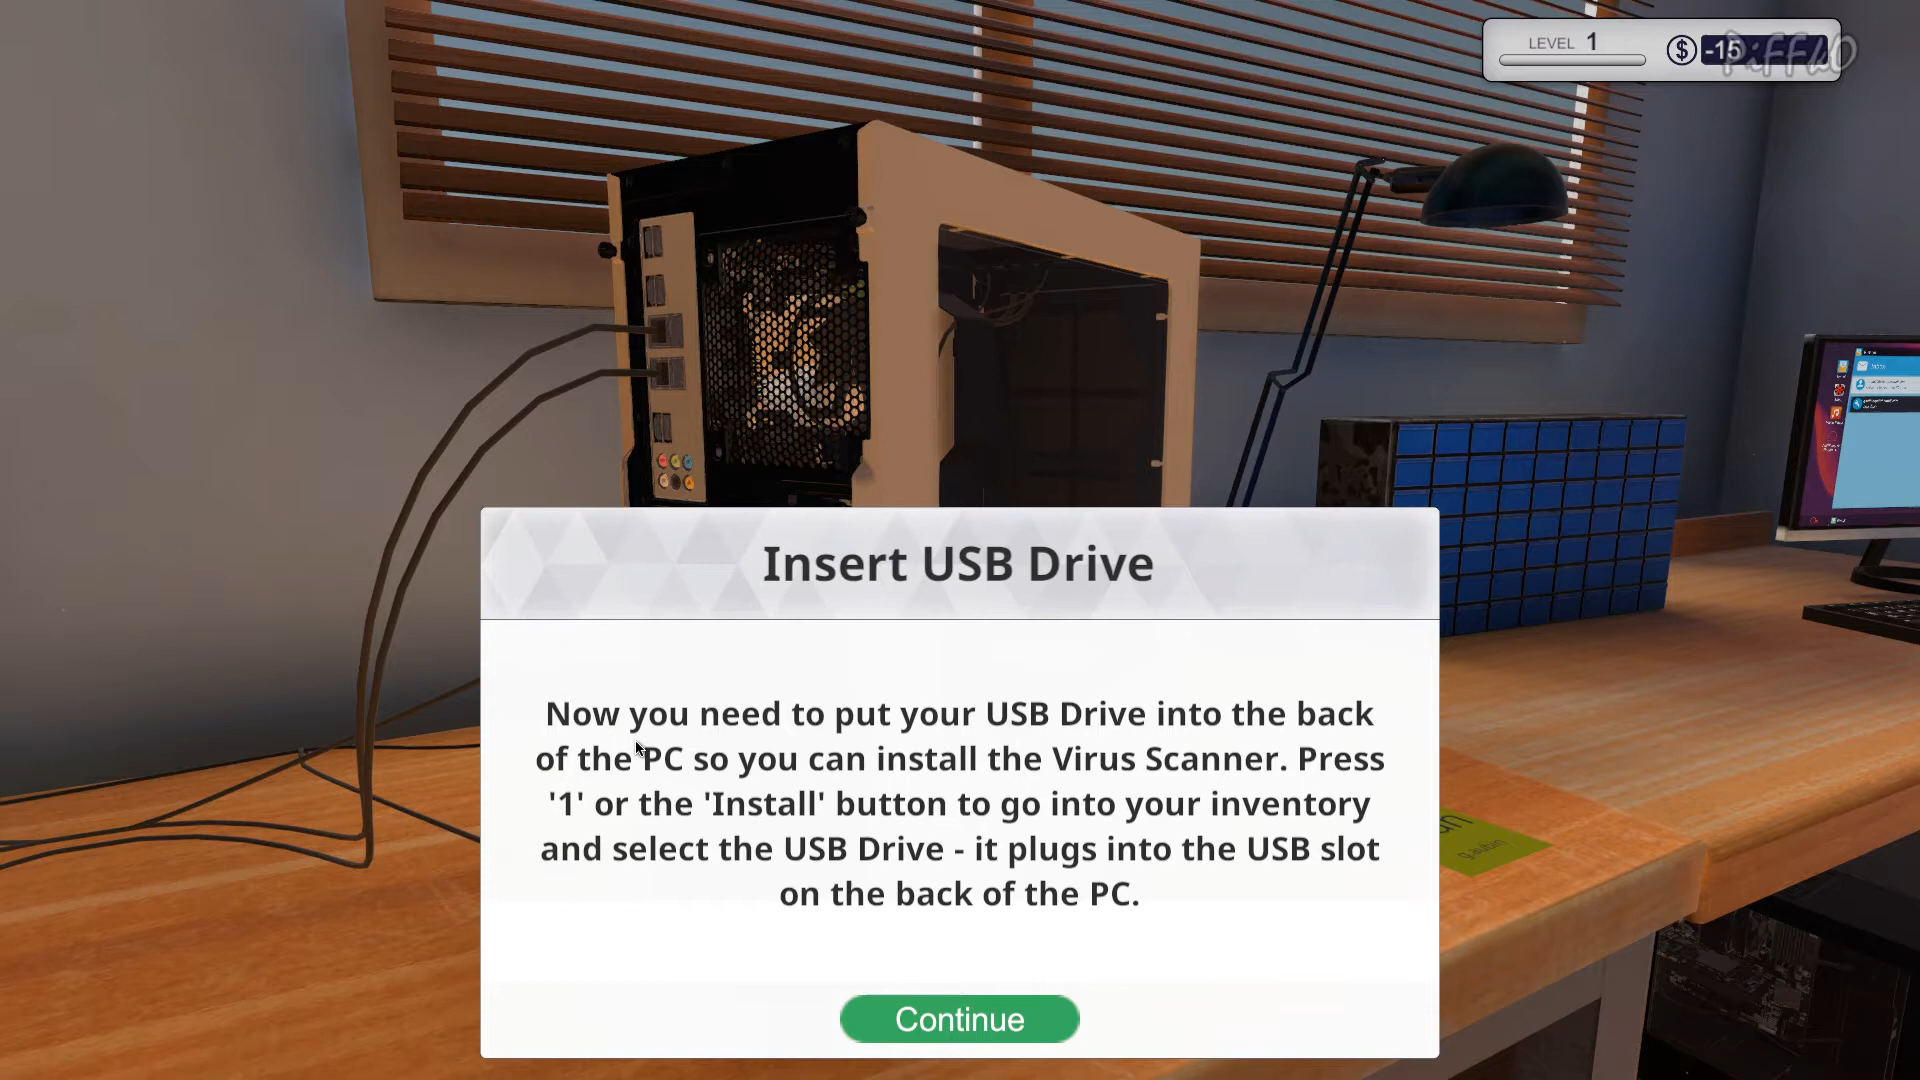 LEVEL 1
$ -15
Insert USB Drive
Now you need to put your USB Drive into the back
of the PC so you can install the Virus Scanner. Press
'1' or the 'Install' button to go into your inventory
and select the USB Drive - it plugs into the USB slot
on the back of the PC.
Continue